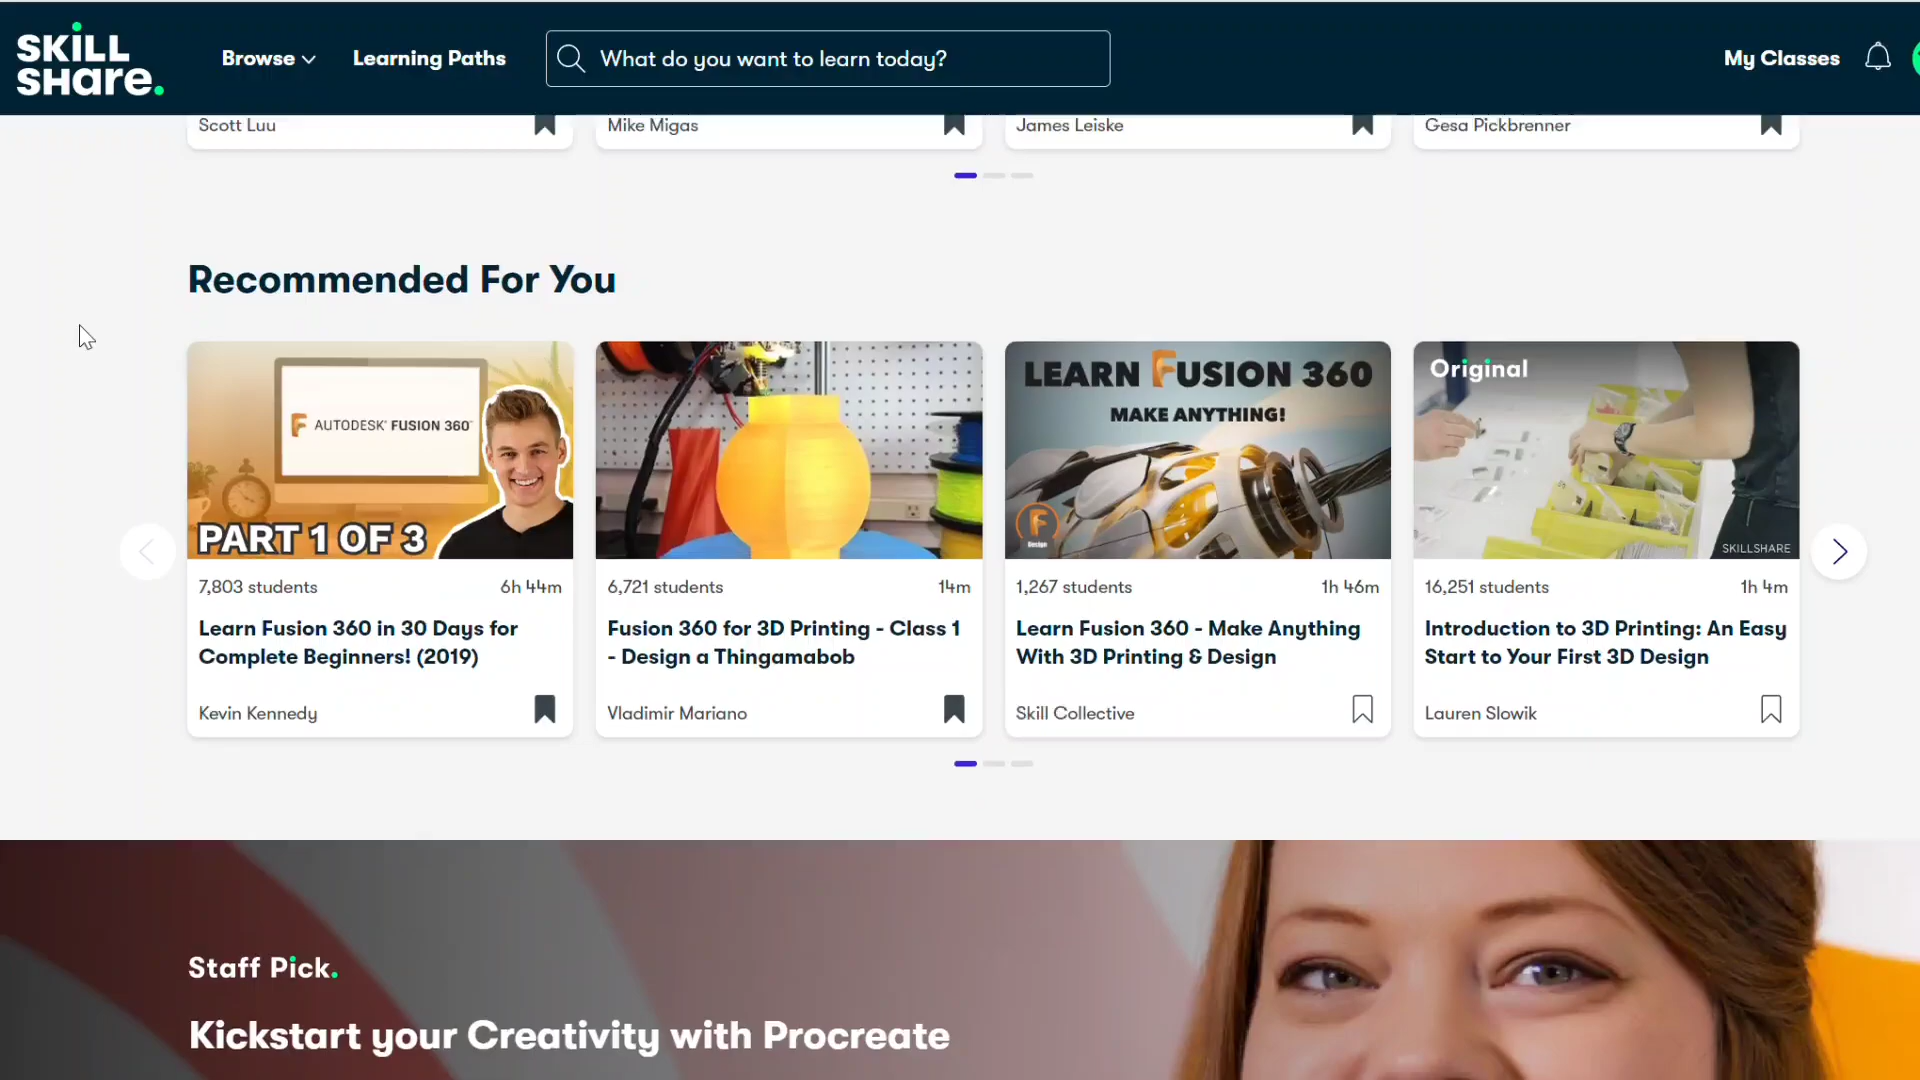 SKILL
SHARE.
Browse
Learning Paths
What do you want to learn today?
My Classes
Scott Luu
Mike Migas
James Leiske
Gesa Pickbrenner
Recommended For You
AUTODESK' FUSION 360
PART 1 OF 3
LEARN FUSION 360
MAKE ANYTHING!
Design
Original
SKILLSHARE
7,803 students
6h 44m
6,721 students
14m
1,267 students
1h 46m
16,251 students
1h 4m
Learn Fusion 360 in 30 Days for
Complete Beginners! (2019)
Fusion 360 for 3D Printing - Class 1
- Design a Thingamabob
Learn Fusion 360 - Make Anything
With 3D Printing & Design
Introduction to 3D Printing: An Easy
Start to Your First 3D Design
Kevin Kennedy
Vladimir Mariano
Skill Collective
Lauren Slowik
Staff Pick.
Kickstart your Creativity with Procreate